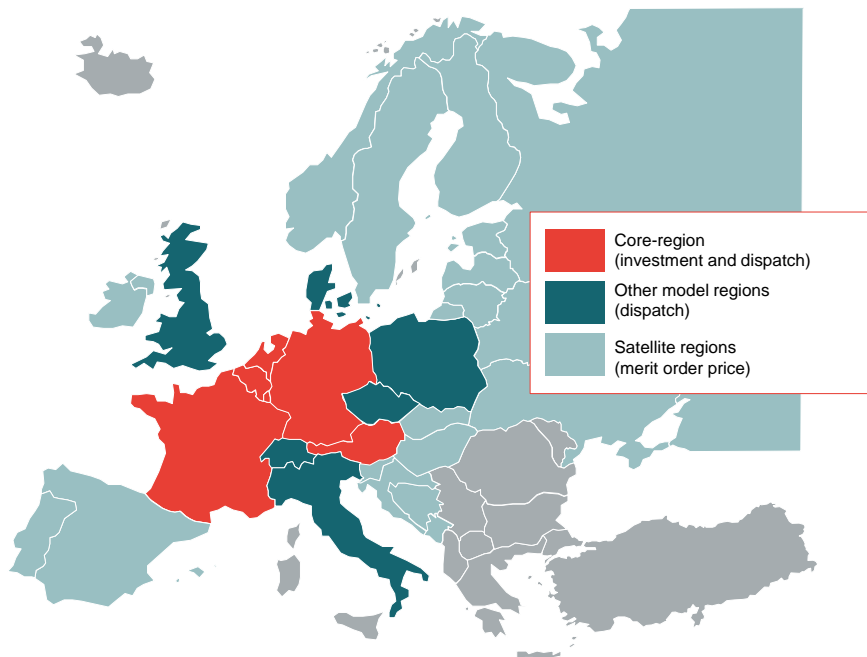 Core-region
(investment and dispatch)
Other model regions
(dispatch)
Satellite regions
(merit order price)